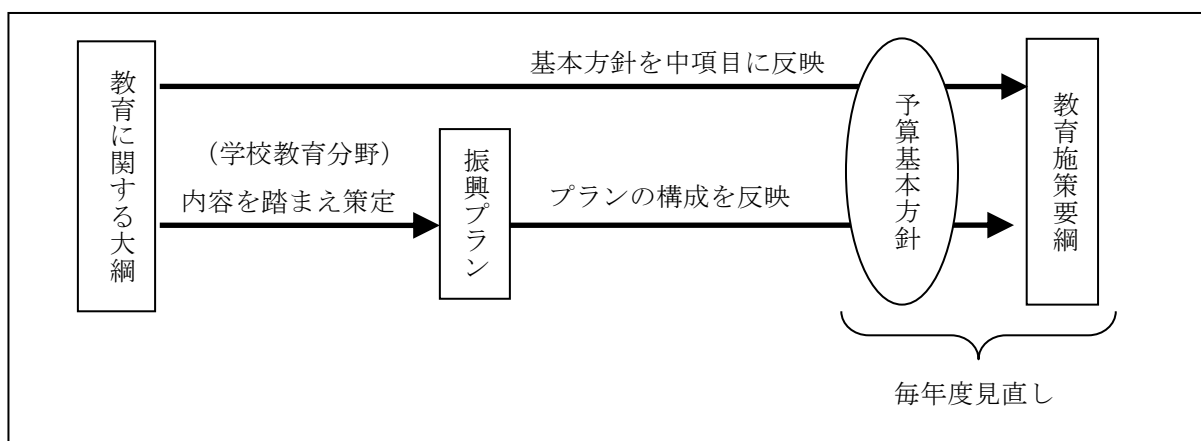 教育に関する大綱
基本方針を中項目に反映
（学校教育分野）
内容を踏まえ策定
振興プラン
プランの構成を反映
予算基本方針
教育施策要綱
毎年度見直し